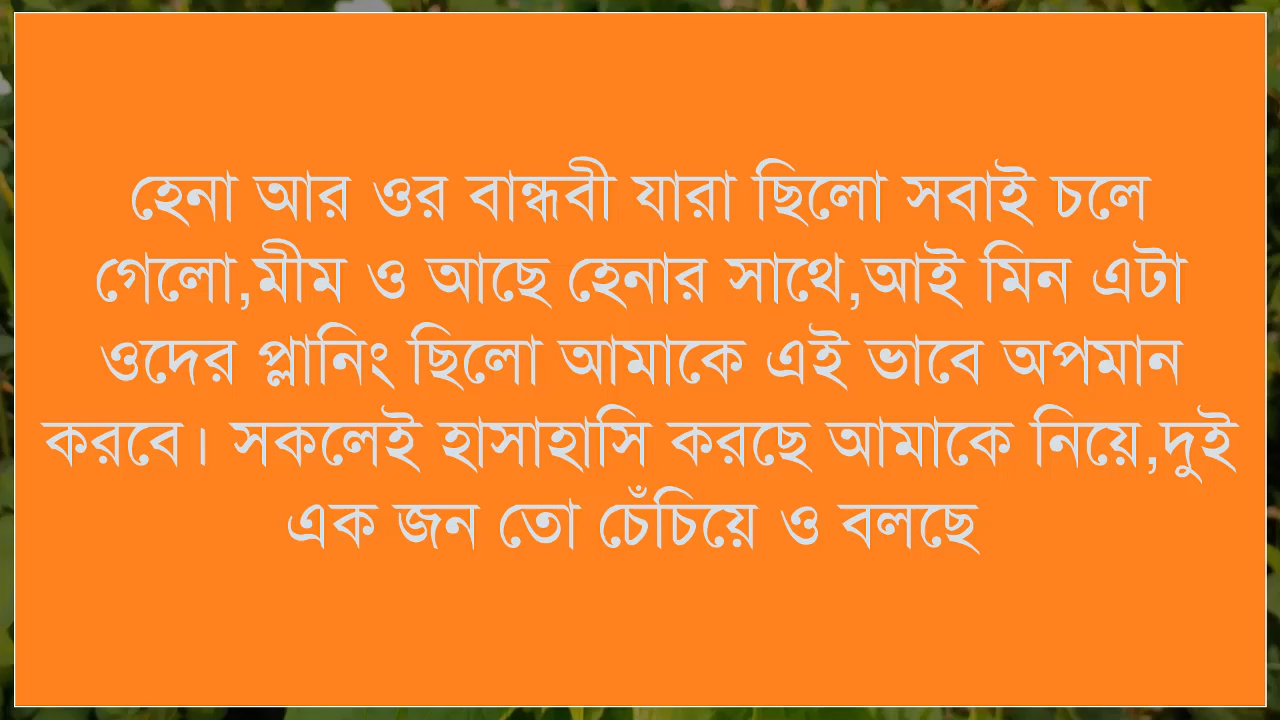 হেনা আর ওর বান্ধবী যারা ছিলো সবাই চলে
গেলো,মীম ও আছে হেনার সাথে,আই মিন এটা
ওদের প্লানিং ছিলো আমাকে এই ভাবে অপমান
করবে। সকলেই হাসাহাসি করছে আমাকে নিয়ে,দুই
এক জন তো চেঁচিয়ে ও বলছে